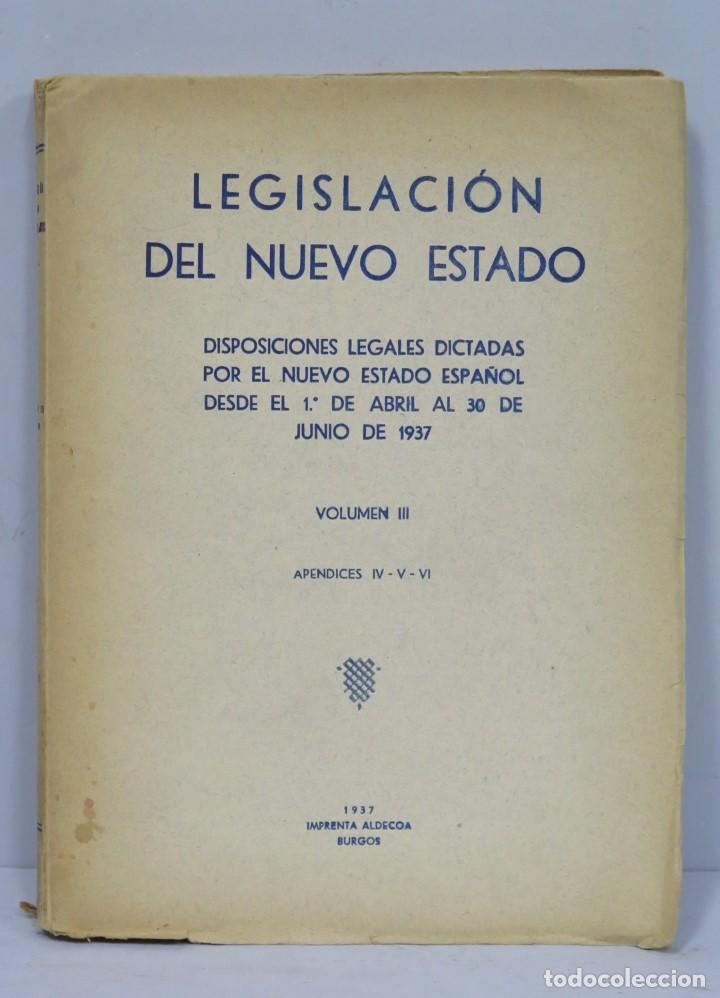 LEGISLACIÓN
DEL NUEVO ESTADO
DISPOSICIONES LEGALES DICTADAS
POR EL NUEVO ESTADO ESPAÑOL
DESDE EL 1.º DE ABRIL AL 30 DE
JUNIO DE 1937
VOLUMEN III
APENDICES IV - V - VI
1937
IMPRENTA ALDECOA
BURGOS
todocoleccion